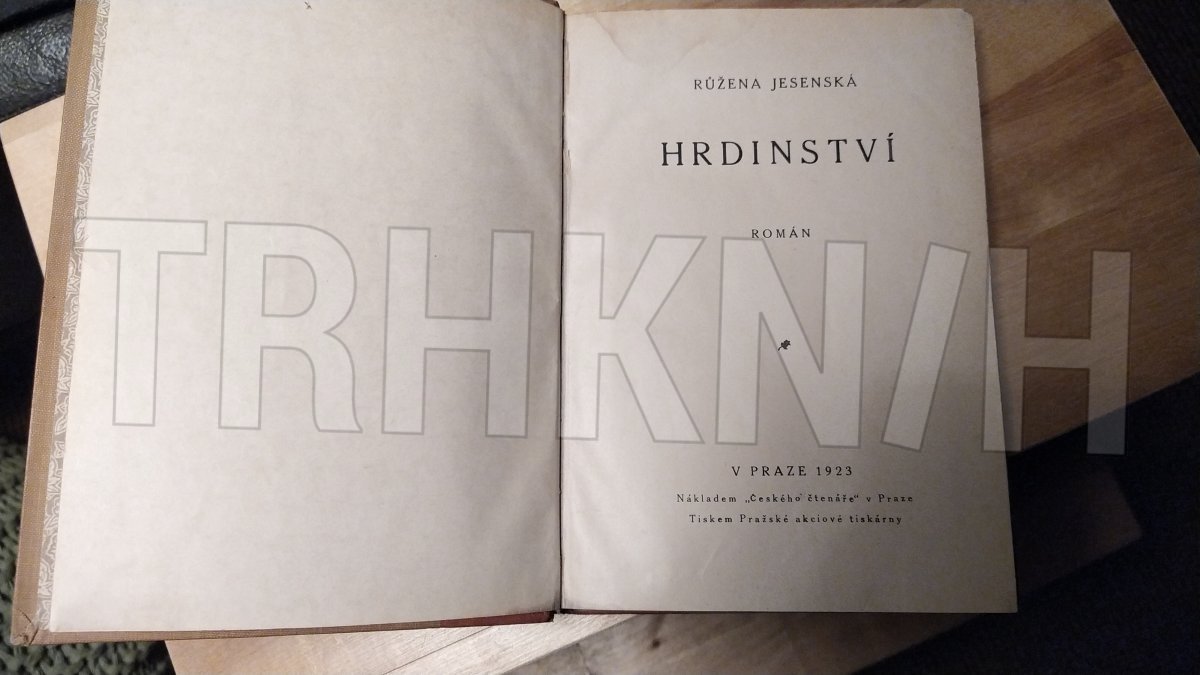 RŮŽENA JESENSKÁ
HRDINSTVÍ
ROMÁN
TRHKNIH
V PRAZE 1923
Nákladem „Českého čtenáře“ v Praze
Tiskem Pražské akciové tiskárny